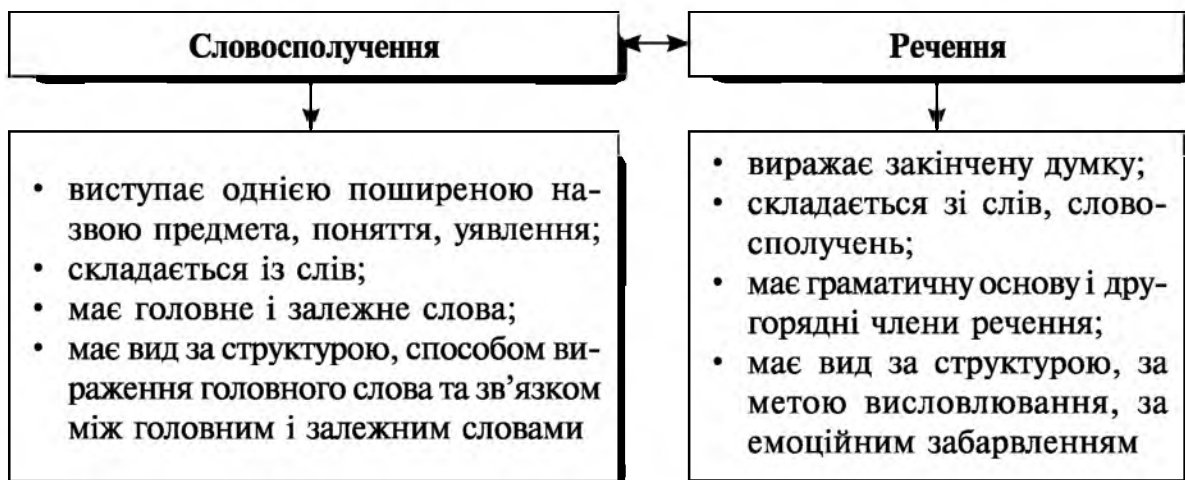 Словосполучення
Речення
• виступає однією поширеною на-
звою предмета, поняття, уявлення;
• складається із слів;
• має головне і залежне слова;
• має вид за структурою, способом ви-
раження головного слова та зв’язком
між головним і залежним словами
• виражає закінчену думку;
• складається зі слів, слово-
сполучень;
• має граматичну основу і дру-
горядні члени речення;
• має вид за структурою, за
метою висловлювання, за
емоційним забарвленням